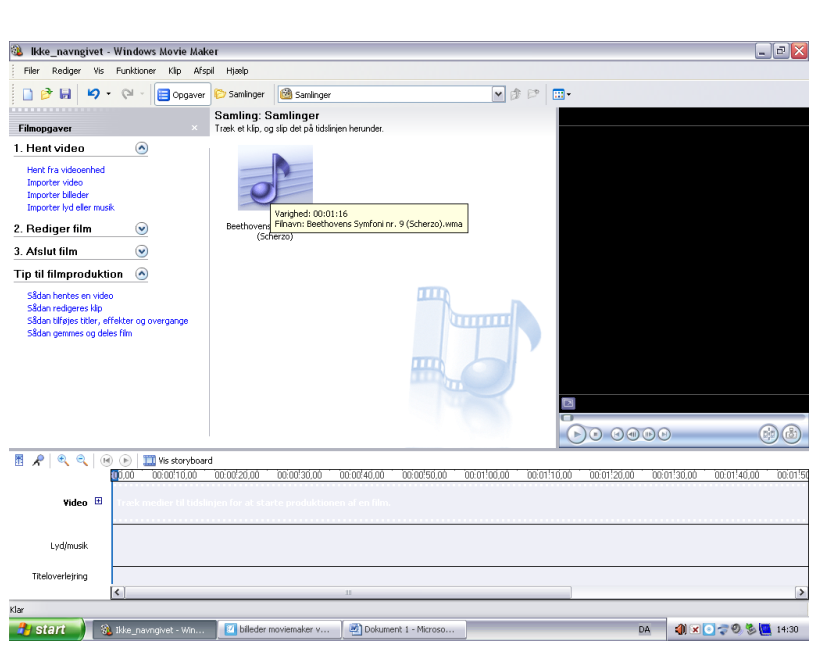 Ikke_navngivet - Windows Movie Maker
Filer Rediger Vis Funktioner Klip Afspil Hjælp
Opgaver Samlinger Samlinger
Filmopgaver
Samling: Samlinger
Træk et klip, og slip det på tidslinjen herunder.
1. Hent video
Hent fra videoenhed
Importer video
Importer billeder
Importer lyd eller musik
2. Rediger film
3. Afslut film
Tip til filmproduktion
Sådan hentes en video
Sådan redigeres klip
Sådan tilføjes titler, effekter og overgange
Sådan gemmes og deles film
Varighed: 00:01:16
Filnavn: Beethovens Symfoni nr. 9 (Scherzo).wma
Beethovens
(Scherzo)
Vis storyboard
0,00 00:00:10,00 00:00:20,00 00:00:30,00 00:00:40,00 00:00:50,00 00:01:00,00 00:01:10,00 00:01:20,00 00:01:30,00 00:01:40,00 00:01:50
Video
Træk medier til tidslinjen for at starte produktionen af en film.
Lyd/musik
Titeloverlejring
Klar
start Ikke_navngivet - Win... billeder moviemaker v... Dokument 1 - Microso... DA 14:30